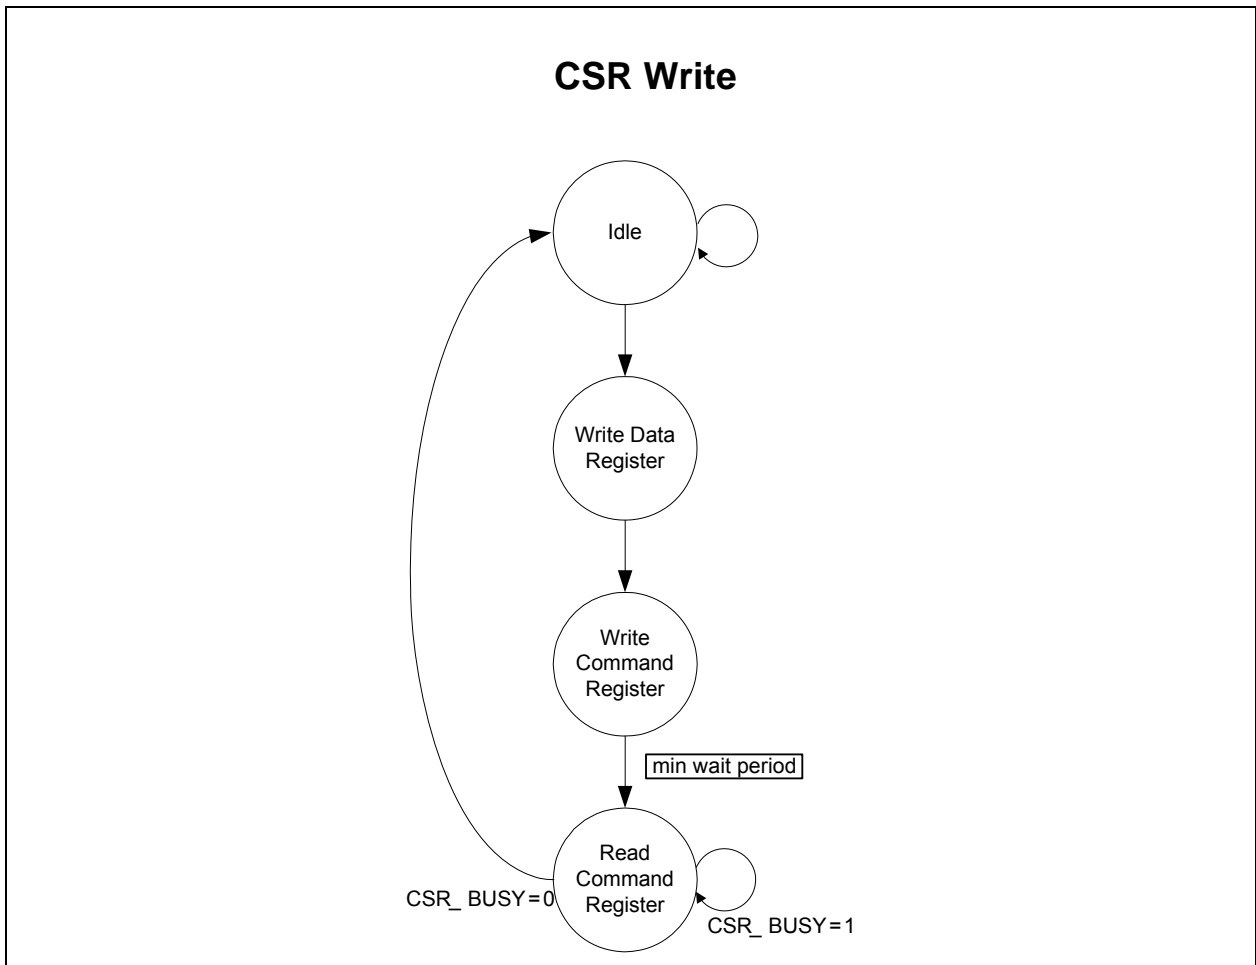 CSR Write
Idle
Write Data
Register
Write
Command
Register
min wait period
Read
Command
Register
CSR_ BUSY=0
CSR_ BUSY=1